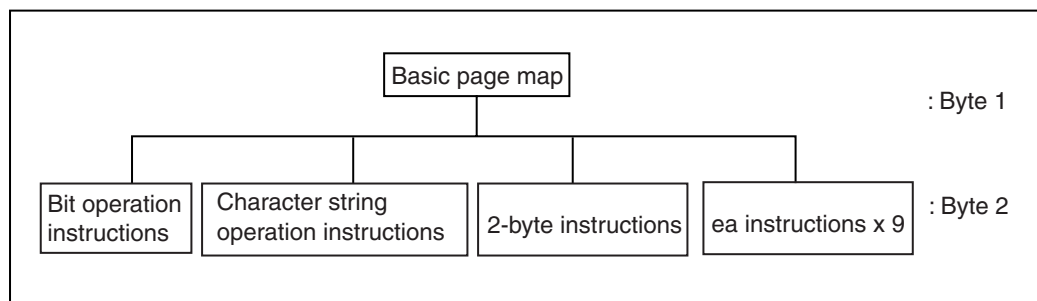 Basic page map
: Byte 1
Bit operation
instructions
Character string
operation instructions
2-byte instructions
ea instructions x 9
: Byte 2